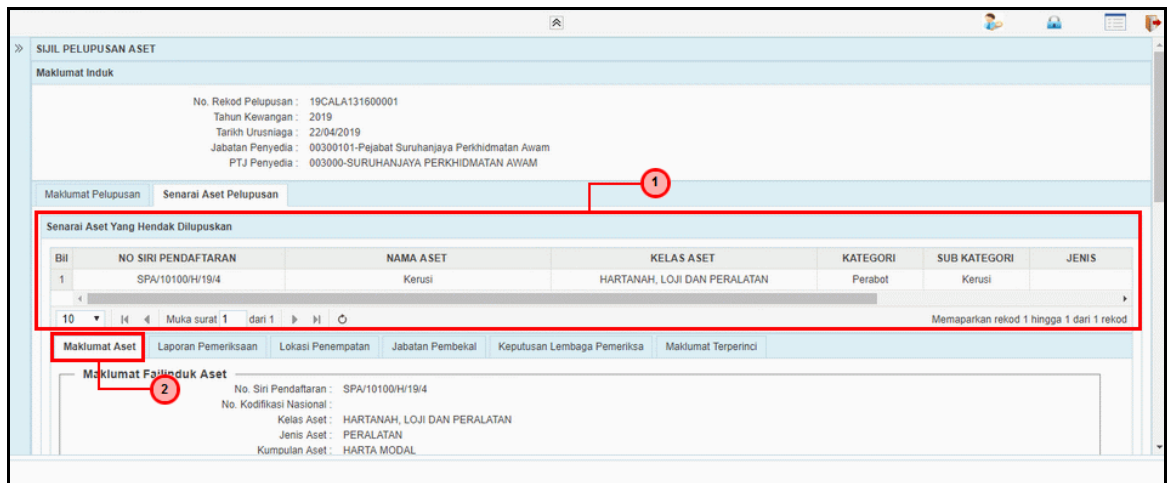 SIJIL PELUPUSAN ASET
Maklumat Induk
No. Rekod Pelupusan : 19CALA131600001
Tahun Kewangan : 2019
Tarikh Urusniaga : 22/04/2019
Jabatan Penyedia : 00300101-Pejabat Suruhanjaya Perkhidmatan Awam
PTJ Penyedia : 003000-SURUHANJAYA PERKHIDMATAN AWAM
Maklumat Pelupusan Senarai Aset Pelupusan
1
Senarai Aset Yang Hendak Dilupuskan
Bil NO SIRI PENDAFTARAN NAMA ASET KELAS ASET KATEGORI SUB KATEGORI JENIS
1 SPA/10100/H/19/4 Kerusi HARTANAH, LOJI DAN PERALATAN Perabot Kerusi
10 Muka surat 1 dari 1 Memaparkan rekod 1 hingga 1 dari 1 rekod
Maklumat Aset Laporan Pemeriksaan Lokasi Penempatan Jabatan Pembekal Keputusan Lembaga Pemeriksa Maklumat Terperinci
Maklumat Failinduk Aset
2
No. Siri Pendaftaran : SPA/10100/H/19/4
No. Kodifikasi Nasional :
Kelas Aset : HARTANAH, LOJI DAN PERALATAN
Jenis Aset : PERALATAN
Kumpulan Aset : HARTA MODAL